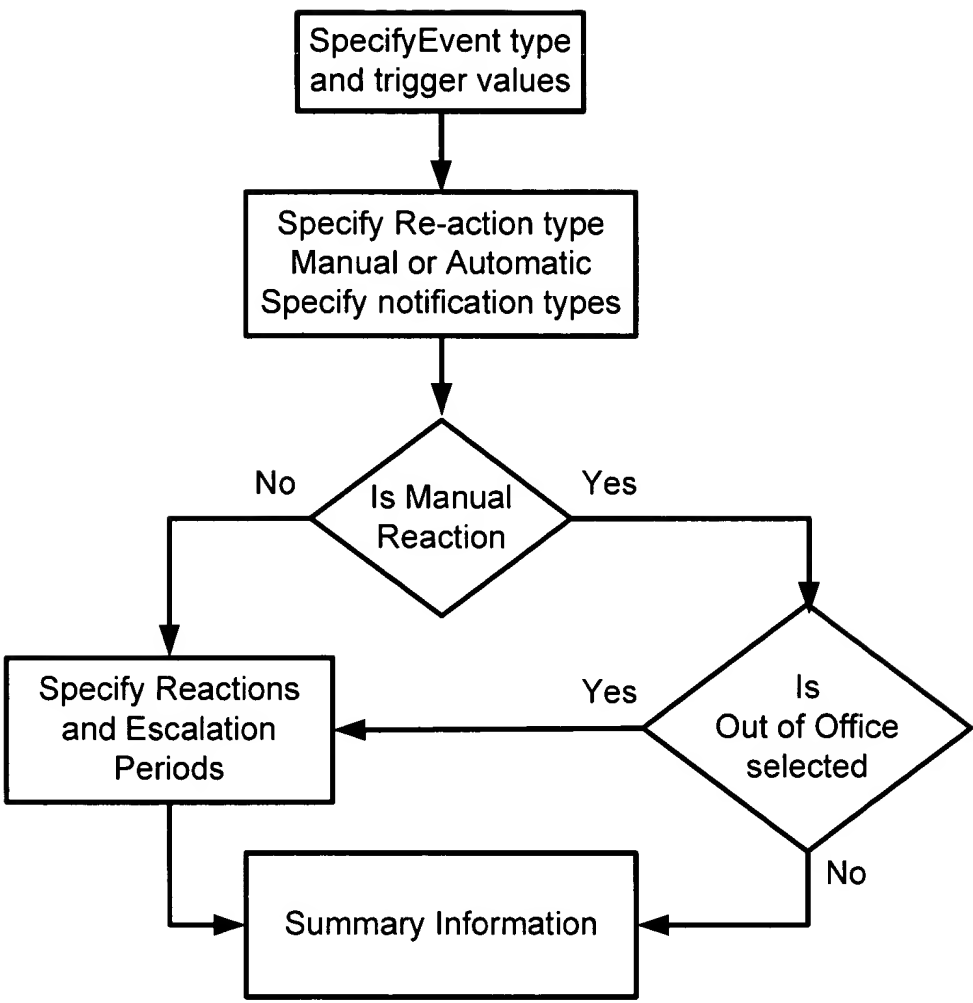 SpecifyEvent type
and trigger values
Specify Re-action type
Manual or Automatic
Specify notification types
No
Is Manual
Reaction
Yes
Specify Reactions
and Escalation
Periods
Yes
Is
Out of Office
selected
No
Summary Information